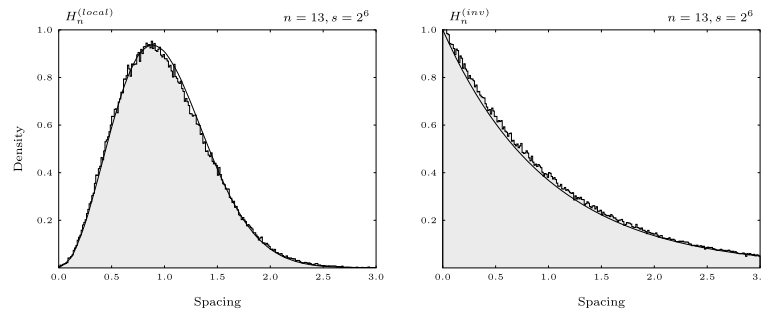 H_n^(local) n = 13, s = 2^6
1.0
0.8
0.6
0.4
0.2
Density
0.0 0.5 1.0 1.5 2.0 2.5 3.0
Spacing
H_n^(inv) n = 13, s = 2^6
1.0
0.8
0.6
0.4
0.2
0.0 0.5 1.0 1.5 2.0 2.5 3.
Spacing